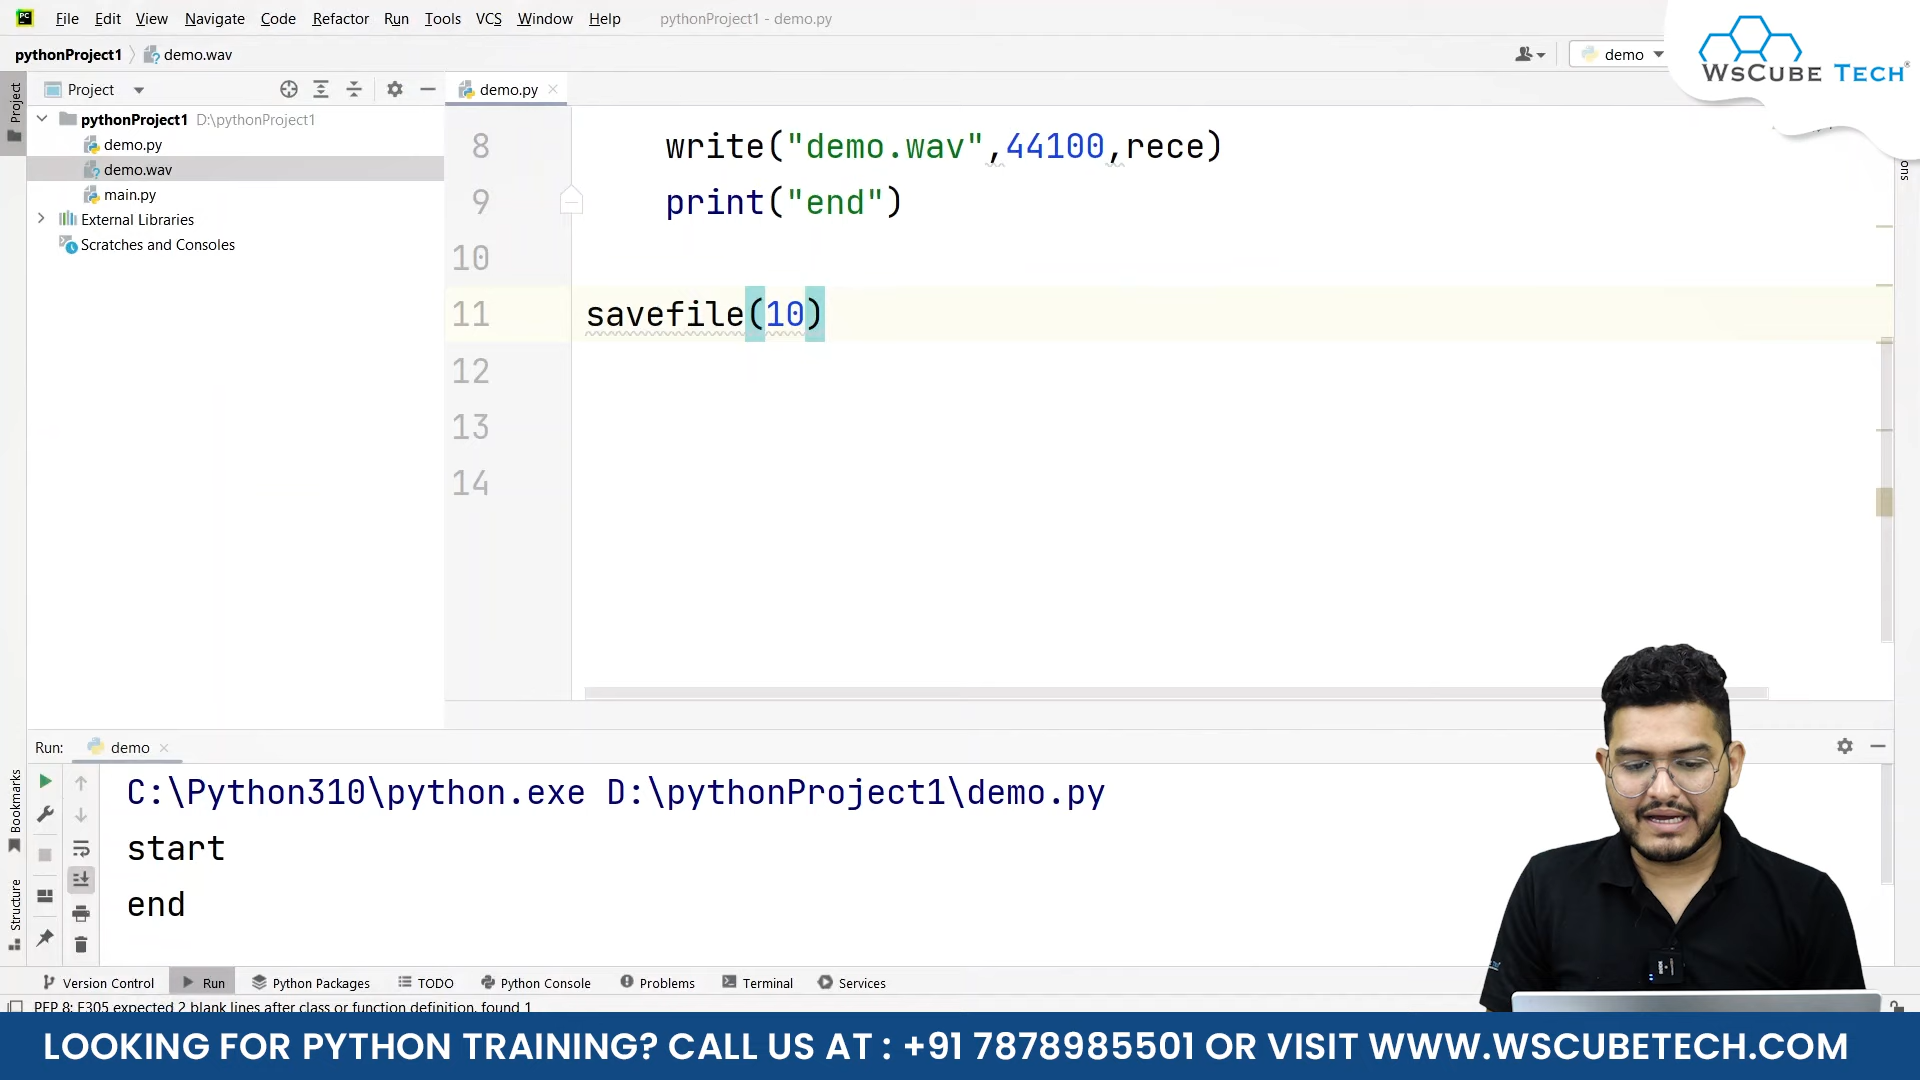 File Edit View Navigate Code Refactor Run Tools VCS Window Help pythonProject1 - demo.py
pythonProject1 demo.wav demo
WsCube Tech
Project Project demo.py
pythonProject1 D:\pythonProject1
demo.py
demo.wav
main.py
External Libraries
Scratches and Consoles
8 write("demo.wav",44100,rece)
9 print("end")
10
11 savefile(10)
12
13
14
Run: demo
C:\Python310\python.exe D:\pythonProject1\demo.py
start
end
Bookmarks
Structure
Version Control Run Python Packages TODO Python Console Problems Terminal Services
PEP 8: E305 expected 2 blank lines after class or function definition, found 1
LOOKING FOR PYTHON TRAINING? CALL US AT : +91 7878985501 OR VISIT WWW.WSCUBETECH.COM